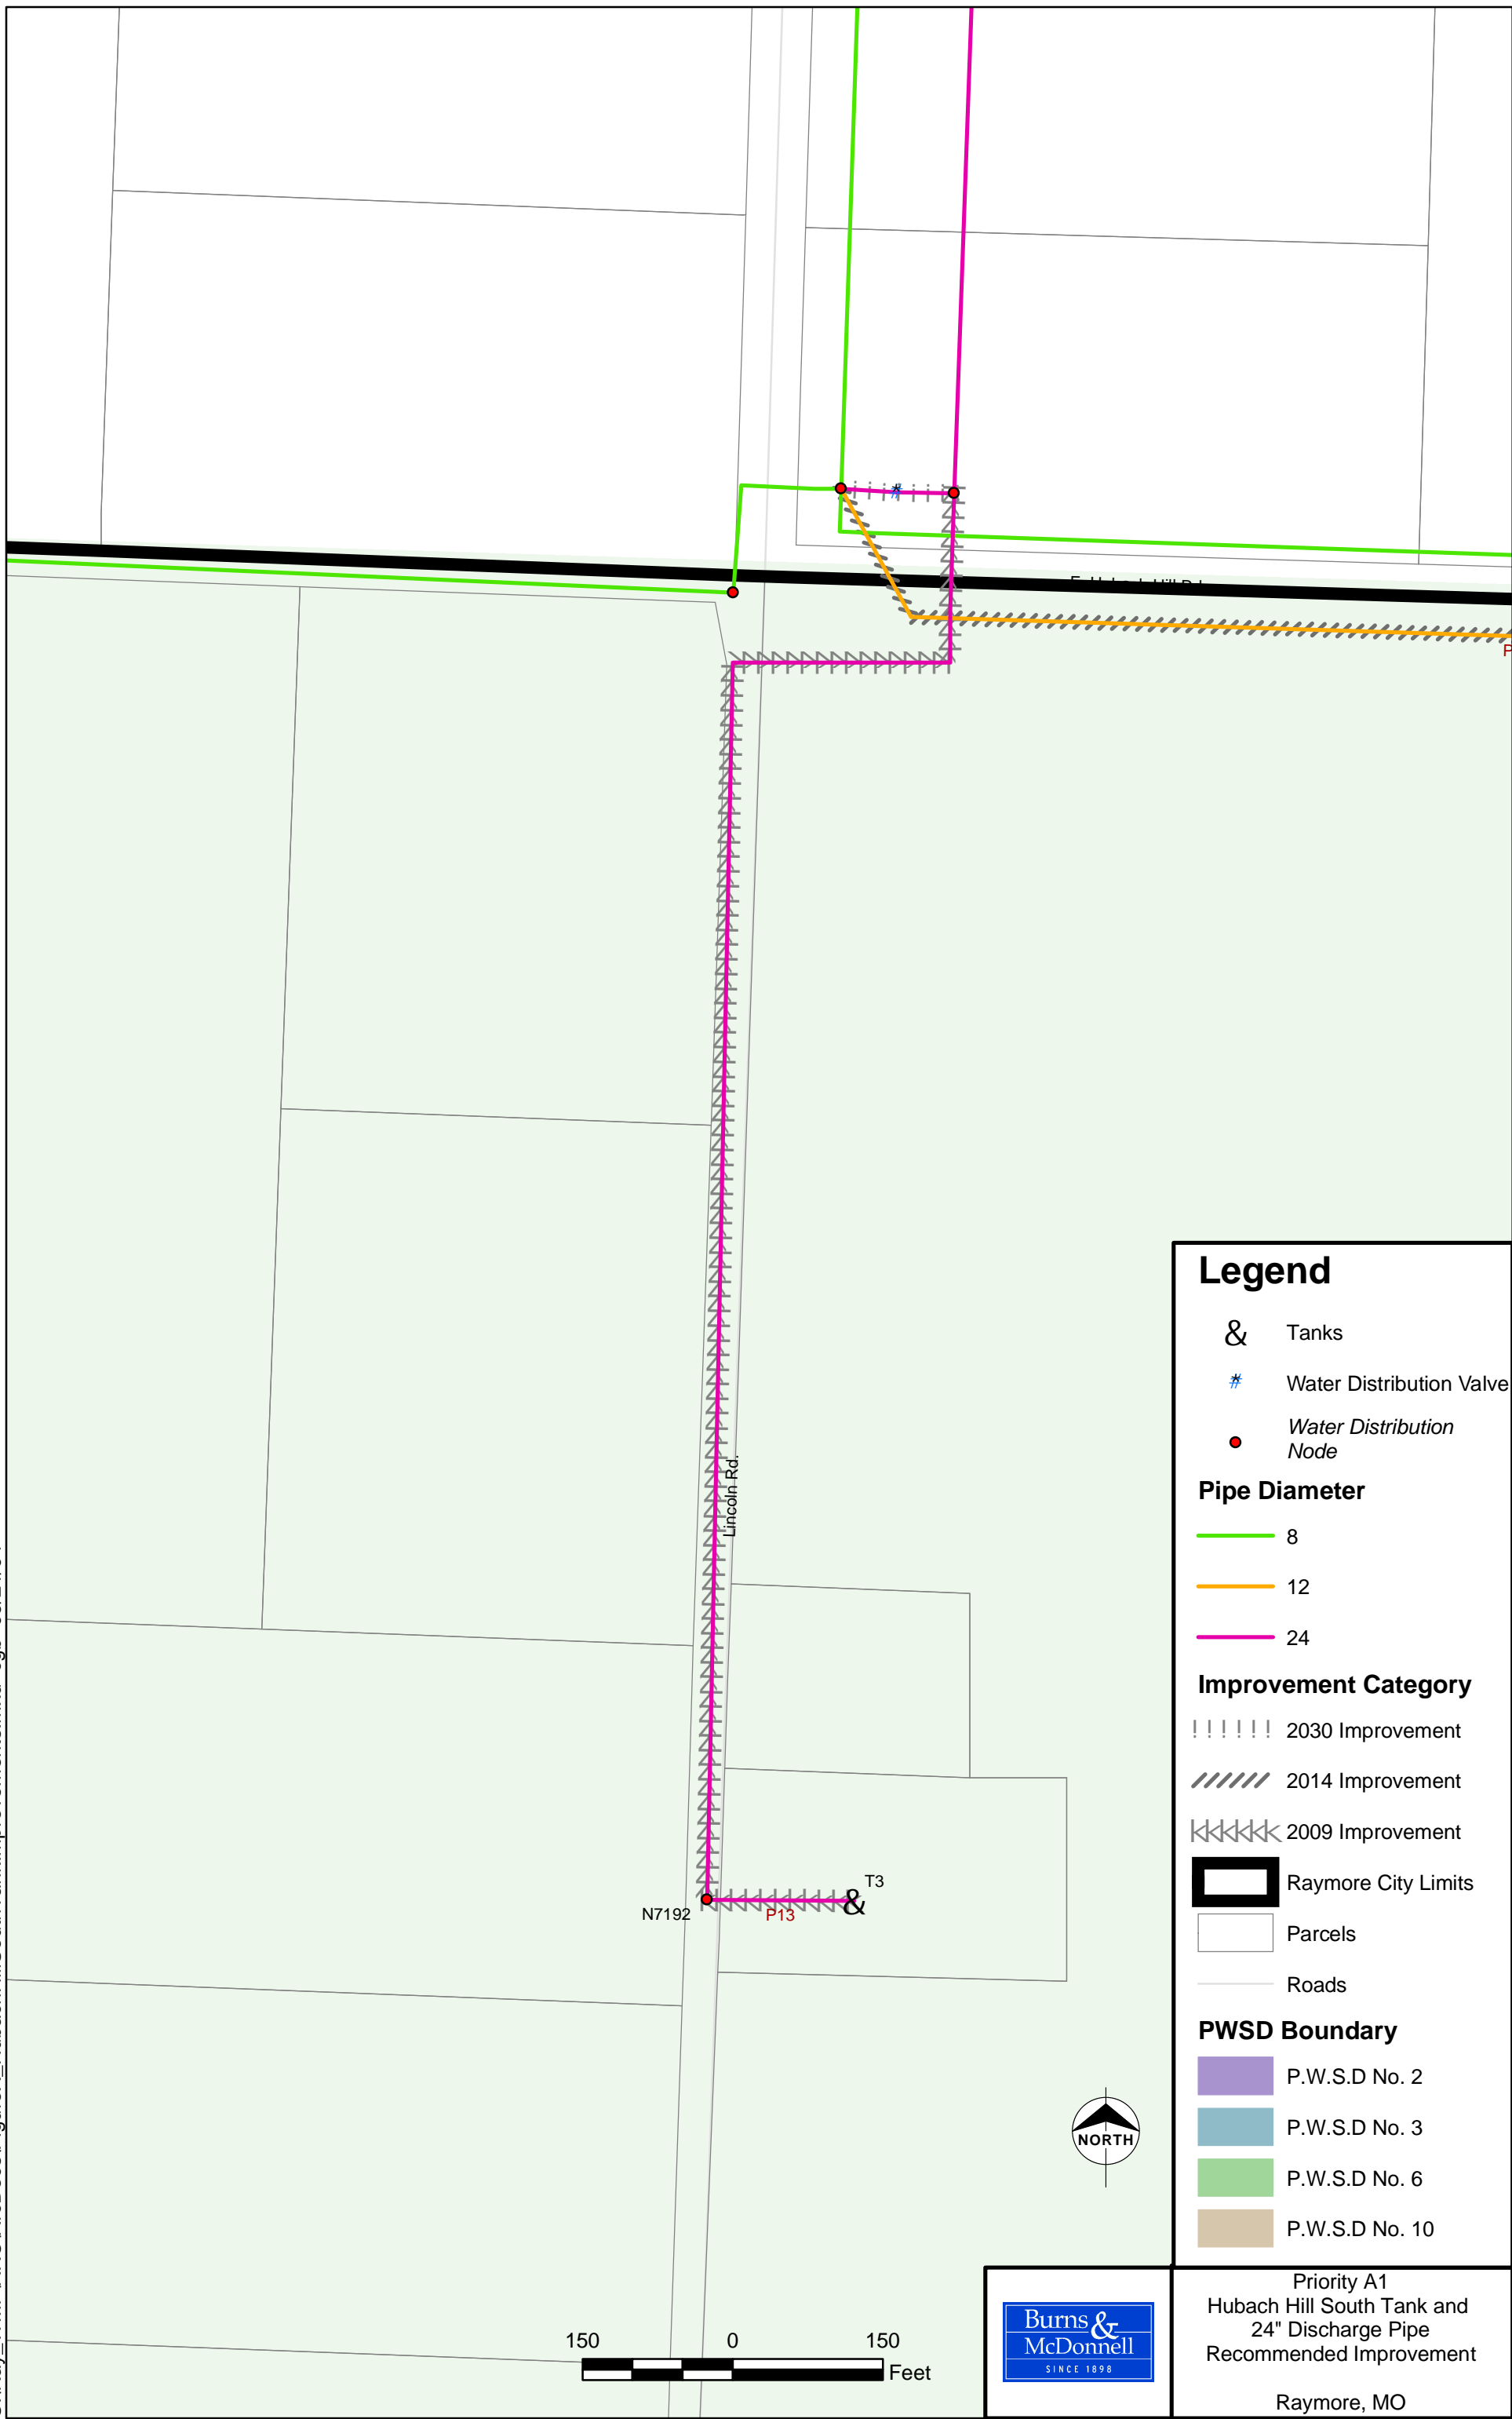 T3
N7192
P13
Lincoln Rd.
P
Legend
& Tanks
# Water Distribution Valve
Water Distribution
Node
Pipe Diameter
8
12
24
Improvement Category
2030 Improvement
2014 Improvement
2009 Improvement
Raymore City Limits
Parcels
Roads
PWSD Boundary
P.W.S.D No. 2
P.W.S.D No. 3
P.W.S.D No. 6
P.W.S.D No. 10
NORTH
150 0 150
Feet
Burns &
McDonnell
SINCE 1898
Priority A1
Hubach Hill South Tank and
24" Discharge Pipe
Recommended Improvement
Raymore, MO